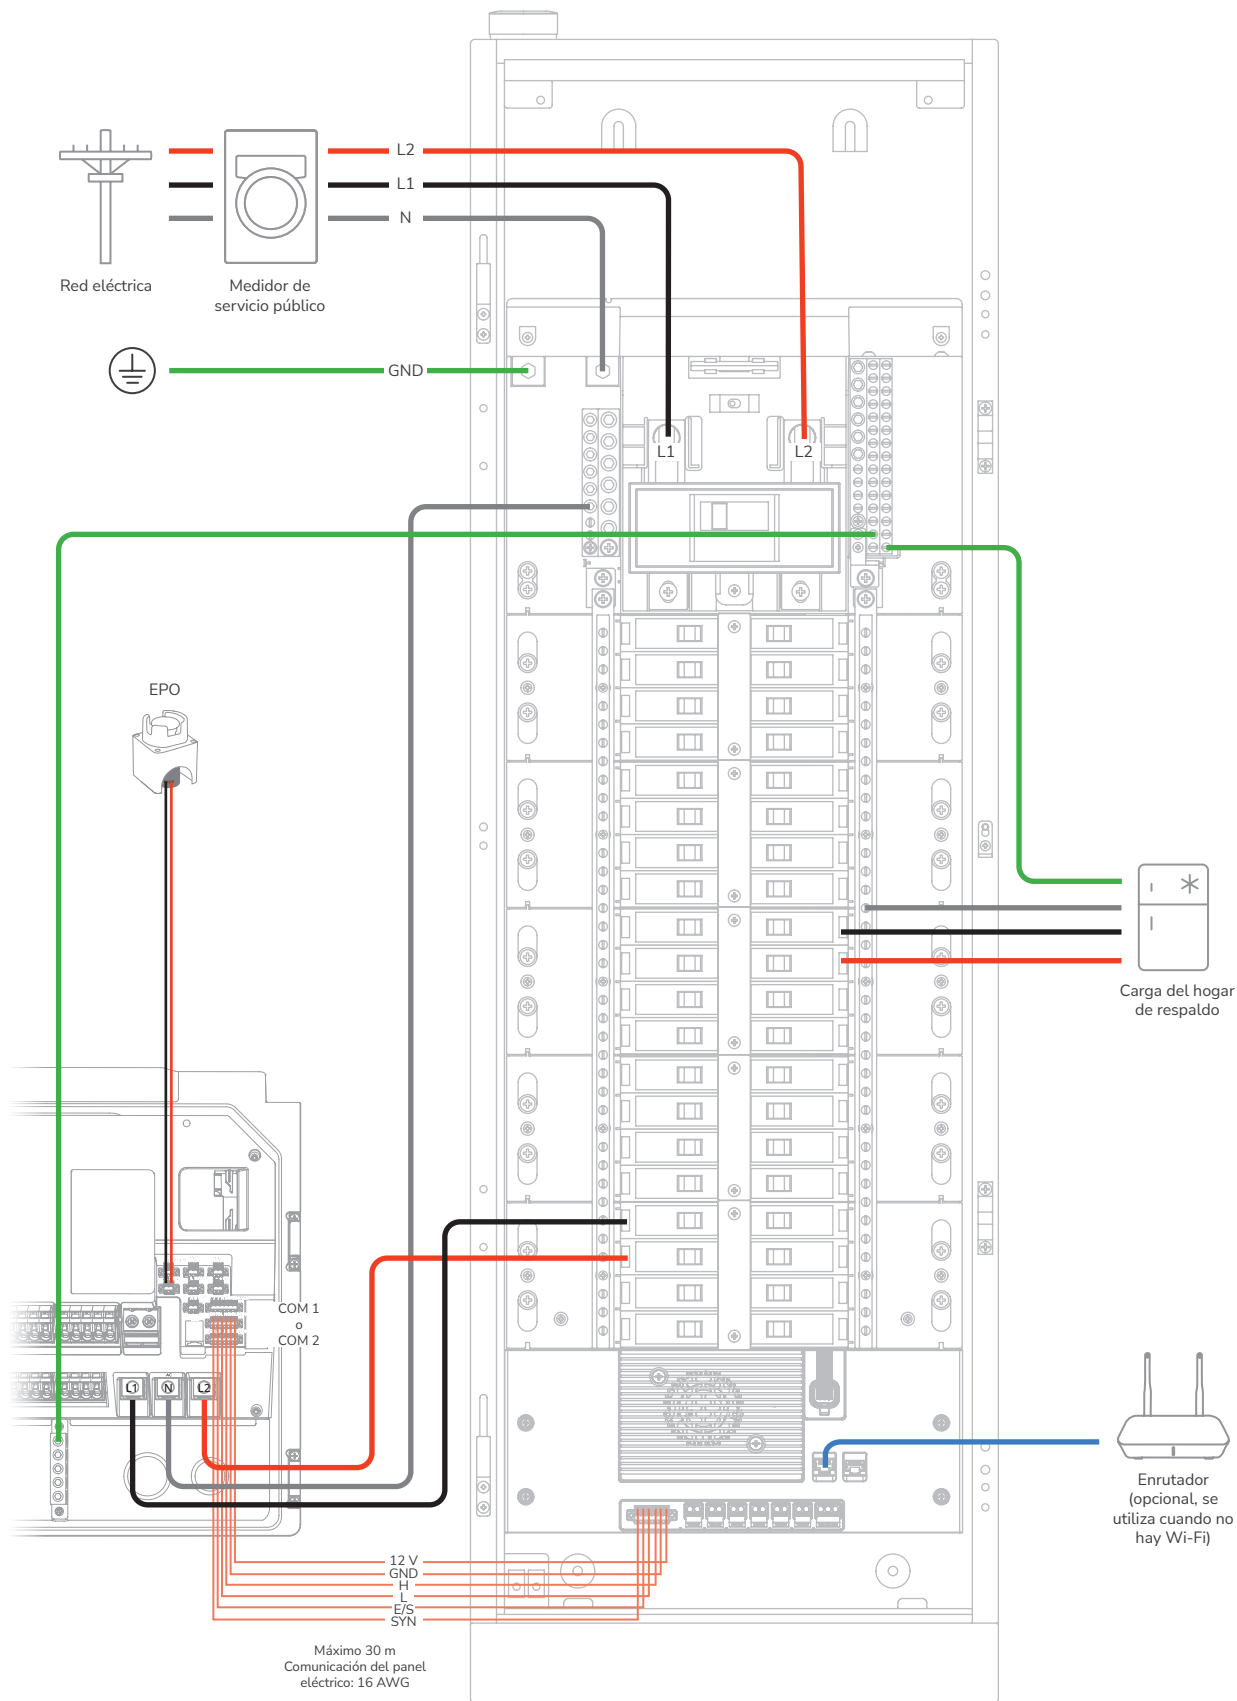 L2
L1
N
Red eléctrica
Medidor de
servicio público
GND
L1
L2
EPO
Carga del hogar
de respaldo
COM 1
o
COM 2
AC
L1
N
L2
Enrutador
(opcional, se
utiliza cuando no
hay Wi-Fi)
12 V
GND
H
L
E/S
SYN
Máximo 30 m
Comunicación del panel
eléctrico: 16 AWG